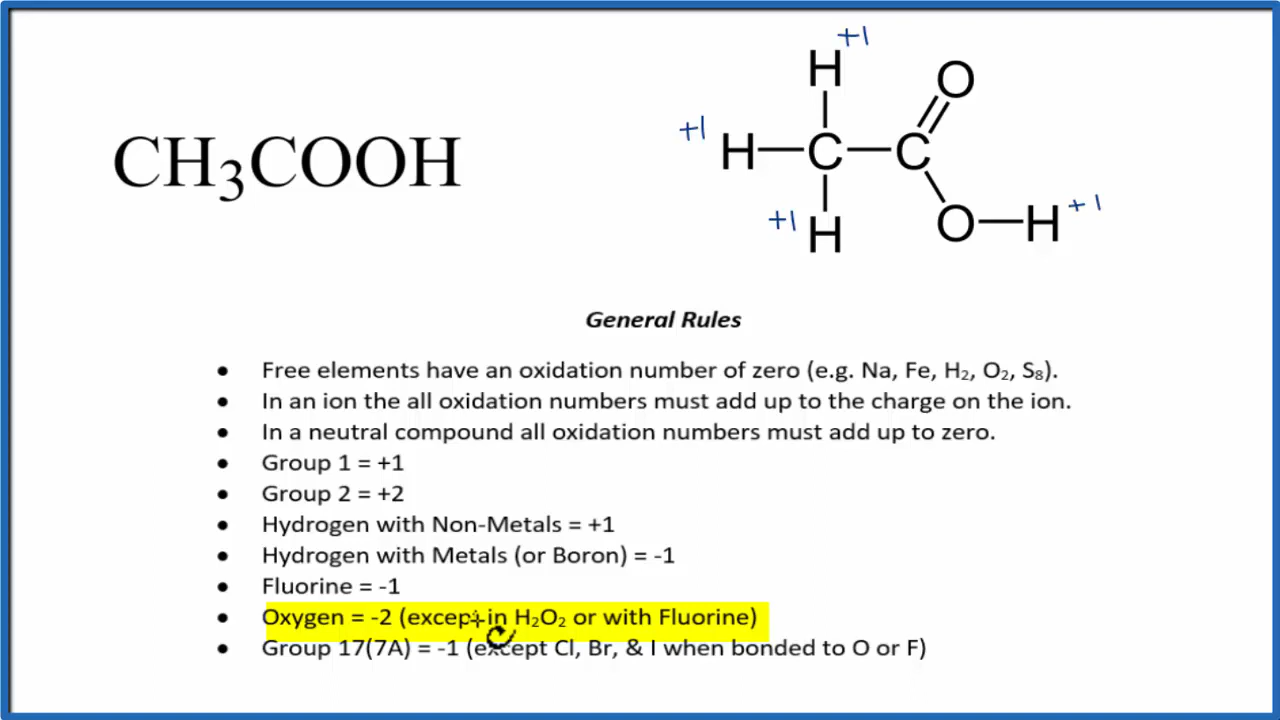 +1
H
O
CH₃COOH
+1
H C C
+1
H
O H
+1
General Rules
• Free elements have an oxidation number of zero (e.g. Na, Fe, H₂, O₂, S₈).
• In an ion the all oxidation numbers must add up to the charge on the ion.
• In a neutral compound all oxidation numbers must add up to zero.
• Group 1 = +1
• Group 2 = +2
• Hydrogen with Non-Metals = +1
• Hydrogen with Metals (or Boron) = -1
• Fluorine = -1
• Oxygen = -2 (except in H₂O₂ or with Fluorine)
• Group 17(7A) = -1 (except Cl, Br, & I when bonded to O or F)